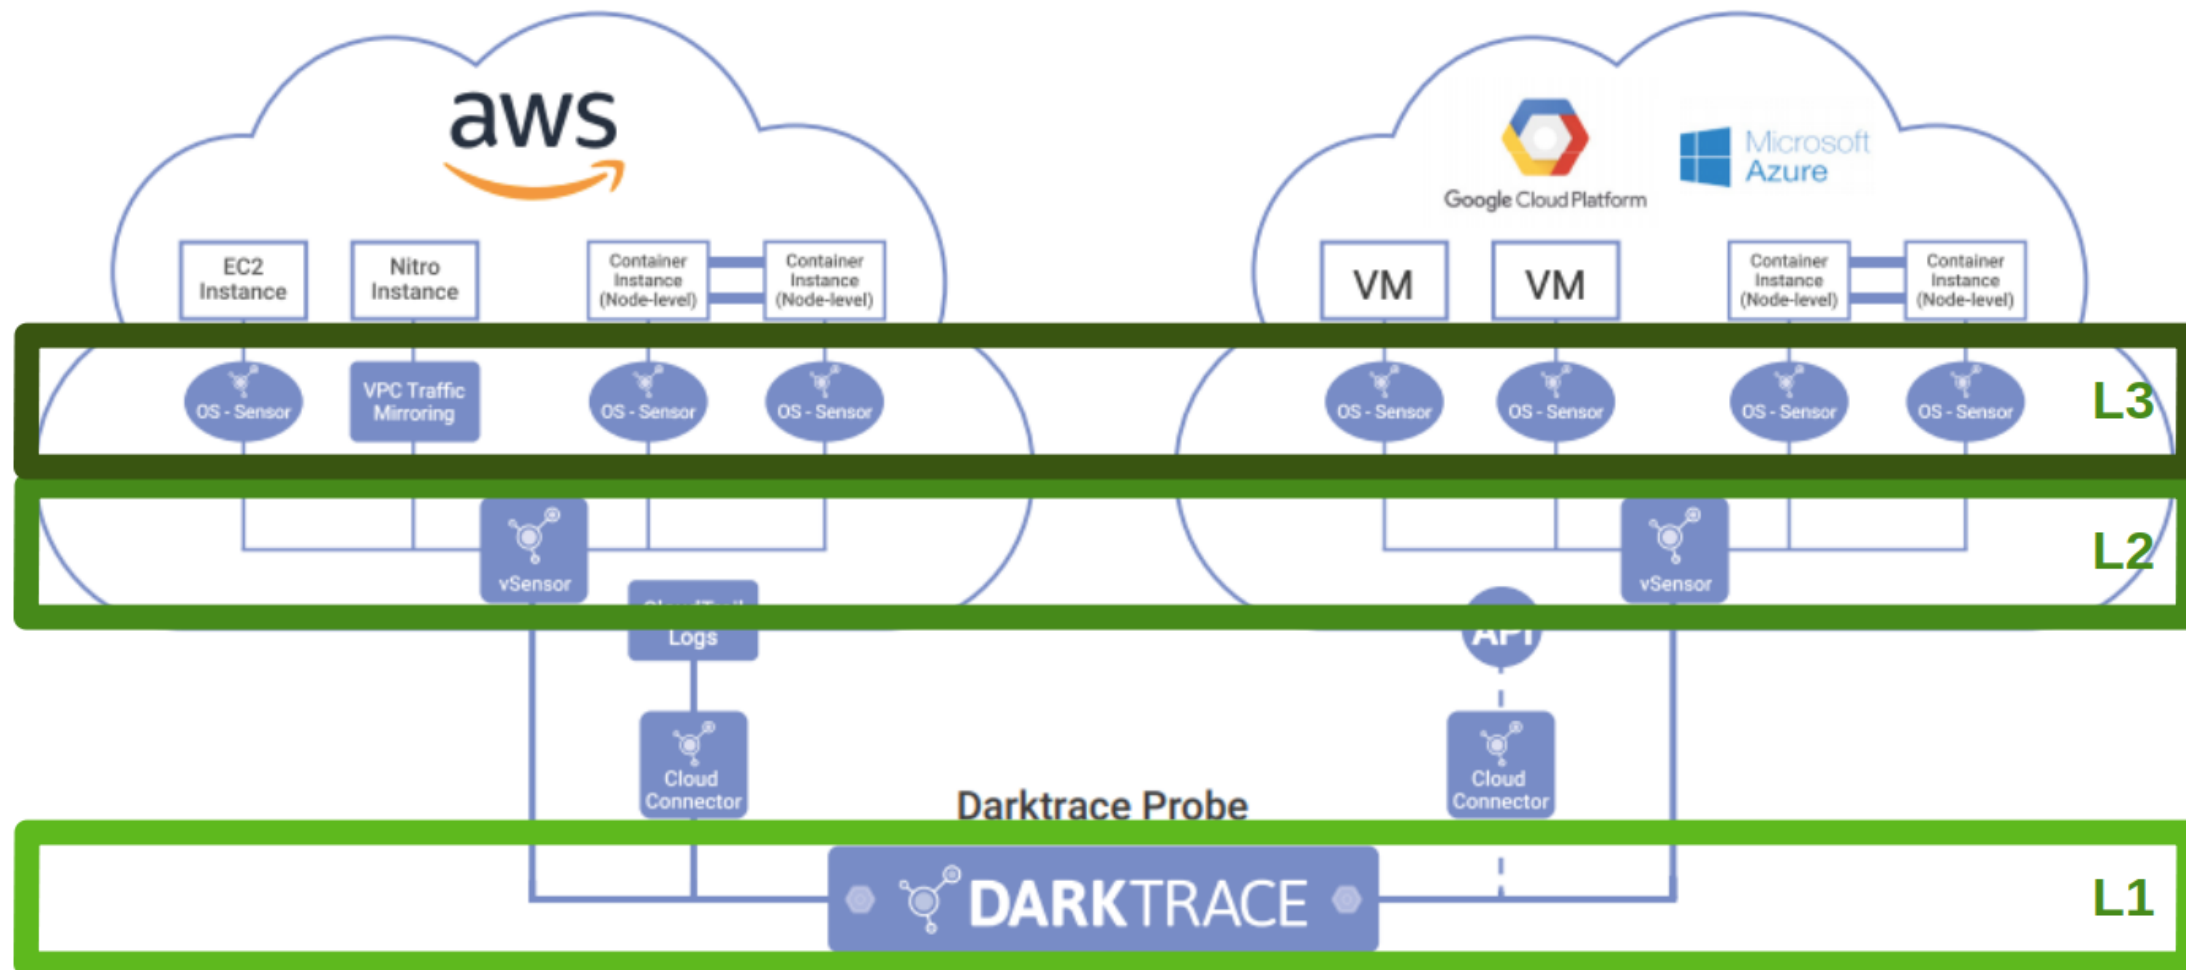 aws
Google Cloud Platform
Microsoft
Azure
EC2
Instance
Nitro
Instance
Container
Instance
(Node-level)
Container
Instance
(Node-level)
VM
VM
Container
Instance
(Node-level)
Container
Instance
(Node-level)
OS - Sensor
VPC Traffic
Mirroring
OS - Sensor
OS - Sensor
OS - Sensor
OS - Sensor
OS - Sensor
OS - Sensor
L3
vSensor
vSensor
L2
Logs
API
Cloud
Connector
Cloud
Connector
Darktrace Probe
DARKTRACE
L1